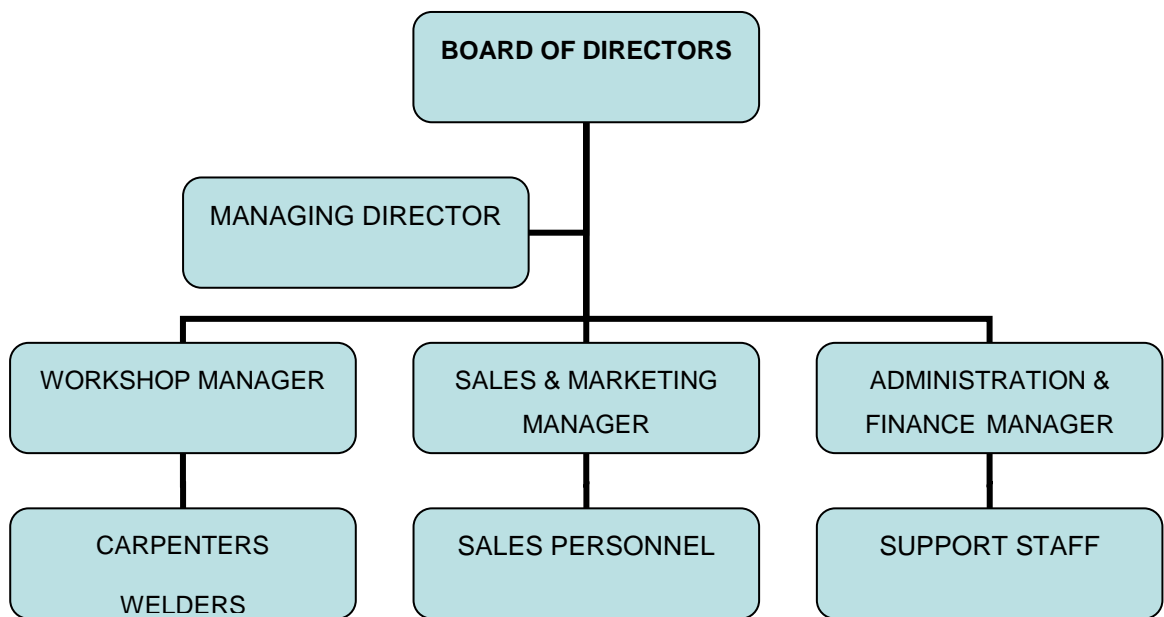 BOARD OF DIRECTORS
MANAGING DIRECTOR
WORKSHOP MANAGER
SALES & MARKETING
MANAGER
ADMINISTRATION &
FINANCE MANAGER
CARPENTERS
WELDERS
SALES PERSONNEL
SUPPORT STAFF